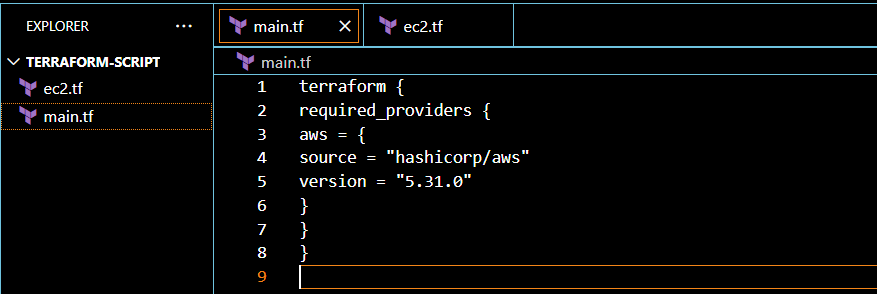 EXPLORER ...
main.tf ×
ec2.tf
TERRAFORM-SCRIPT
ec2.tf
main.tf
main.tf
1 terraform {
2 required_providers {
3 aws = {
4 source = "hashicorp/aws"
5 version = "5.31.0"
6 }
7 }
8 }
9